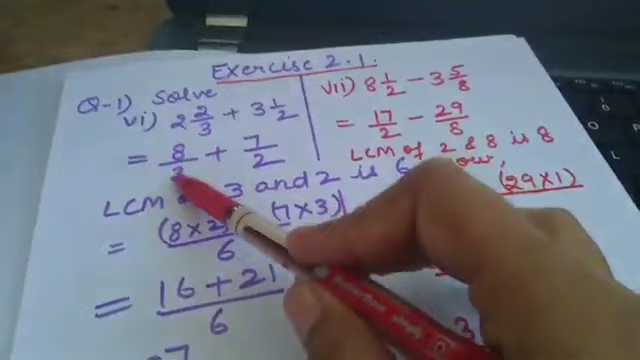 Exercise 2.1.
Q-1) Solve
vi) 2 2/3 + 3 1/2
= 8/3 + 7/2
LCM of 3 and 2 is 6
= (8×2) (7×3)/6
= 16+21/6
37
vii) 8 1/2 - 3 5/8
= 17/2 - 29/8
LCM of 2 & 8 is 8
(29×1)
3